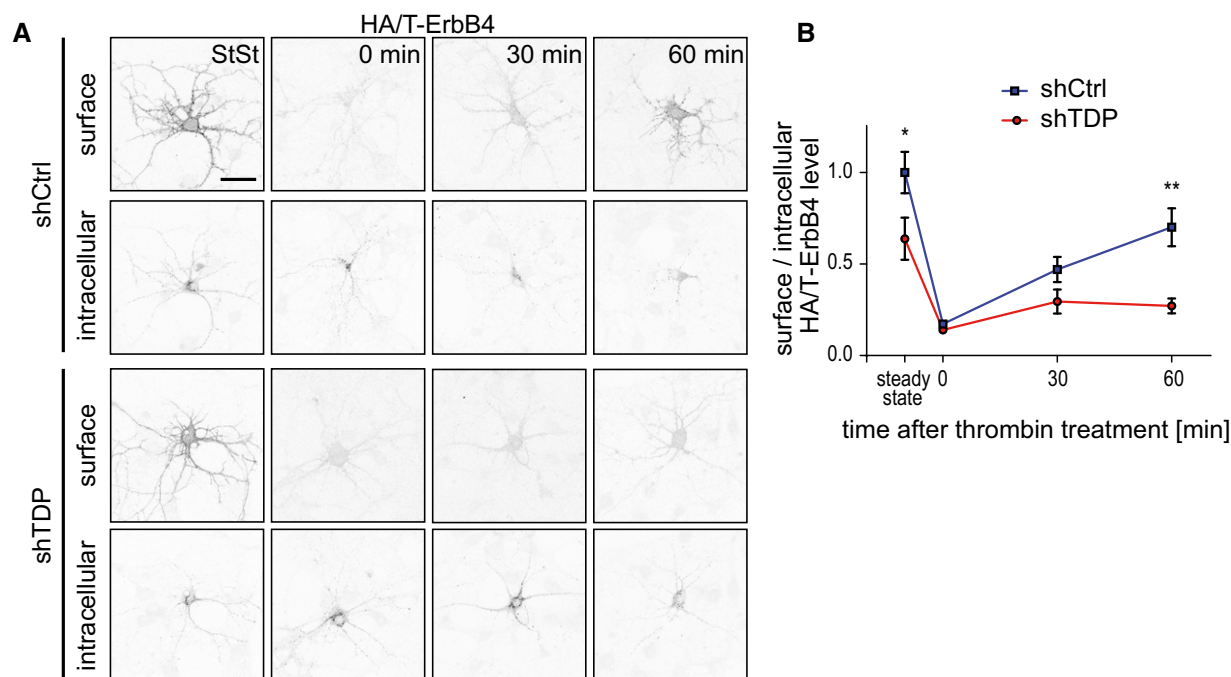 A
HA/T-ErbB4
StSt
0 min
30 min
60 min
shCtrl
surface
intracellular
shTDP
surface
intracellular
B
shCtrl
shTDP
surface / intracellular
HA/T-ErbB4 level
1.0
0.5
0.0
*
**
steady
state
0
30
60
time after thrombin treatment [min]